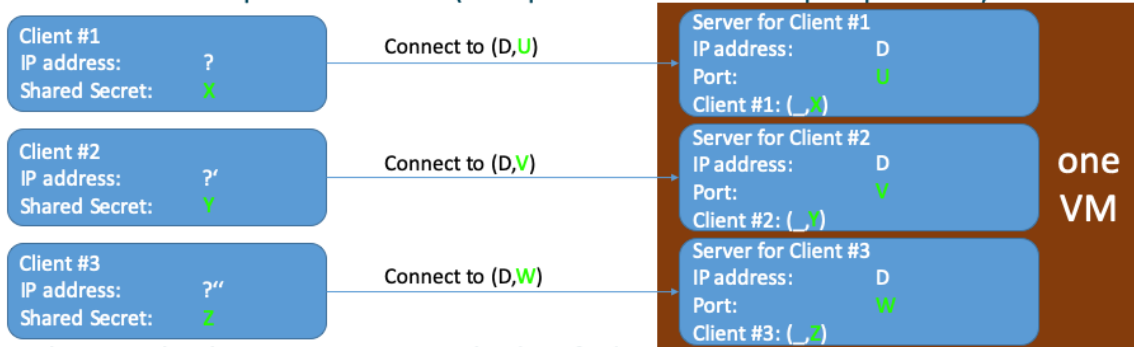 Client #1
IP address: ?
Shared Secret: X
Connect to (D,U)
Server for Client #1
IP address: D
Port: U
Client #1: (_,X)
Client #2
IP address: ?‘
Shared Secret: Y
Connect to (D,V)
Server for Client #2
IP address: D
Port: V
Client #2: (_,Y)
Client #3
IP address: ?‘‘
Shared Secret: Z
Connect to (D,W)
Server for Client #3
IP address: D
Port: W
Client #3: (_,Z)
one
VM